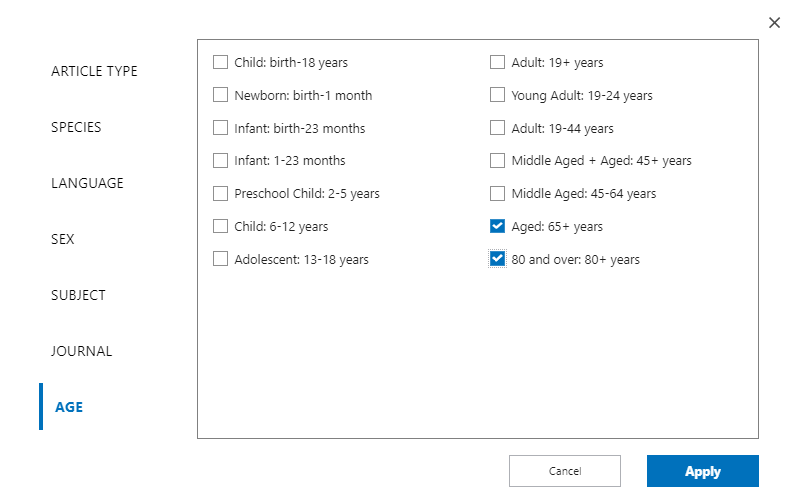 ARTICLE TYPE
SPECIES
LANGUAGE
SEX
SUBJECT
JOURNAL
AGE
Child: birth-18 years
Newborn: birth-1 month
Infant: birth-23 months
Infant: 1-23 months
Preschool Child: 2-5 years
Child: 6-12 years
Adolescent: 13-18 years
Adult: 19+ years
Young Adult: 19-24 years
Adult: 19-44 years
Middle Aged + Aged: 45+ years
Middle Aged: 45-64 years
Aged: 65+ years
80 and over: 80+ years
Cancel
Apply